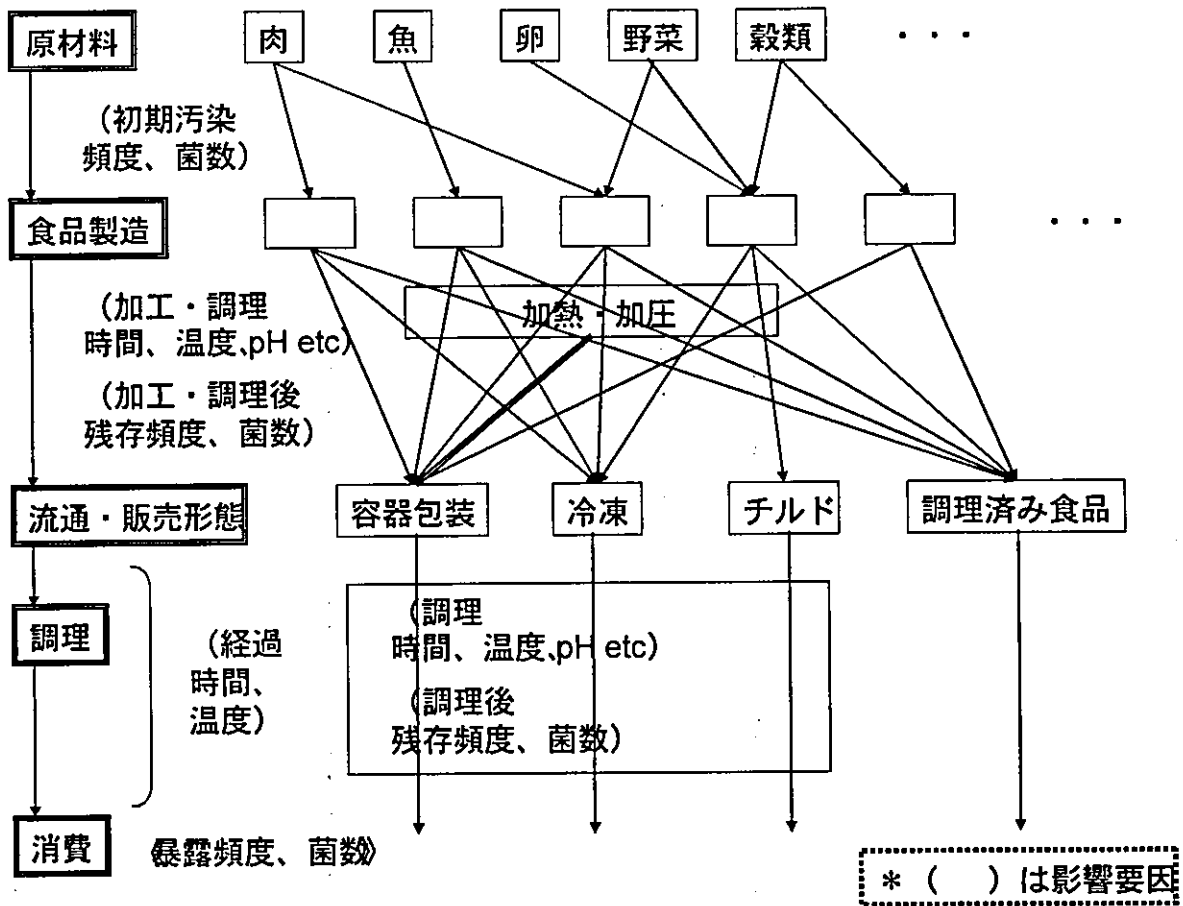 原材料
肉
魚
卵
野菜
穀類
・・・
(初期汚染
頻度、菌数)
食品製造
・・・
(加工・調理
時間、温度、pH etc)
加熱・加圧
(加工・調理後
残存頻度、菌数)
流通・販売形態
容器包装
冷凍
チルド
調理済み食品
調理
(経過
時間、
温度)
(調理
時間、温度、pH etc)
(調理後
残存頻度、菌数)
消費
(暴露頻度、菌数)
*( )は影響要因